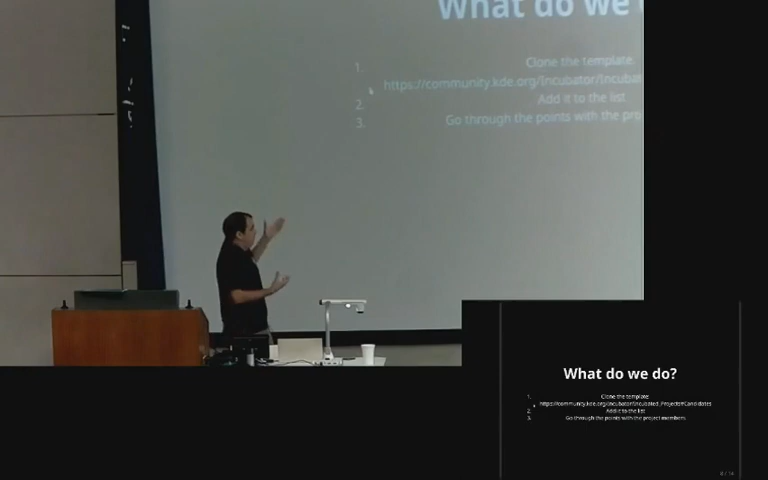 What do we
1. Clone the template:
https://community.kde.org/Incubator/Incubat
2. Add it to the list
3. Go through the points with the pro
What do we do?
1. Clone the template:
https://community.kde.org/Incubator/Incubated_Projects#Candidates
2. Add it to the list
3. Go through the points with the project members